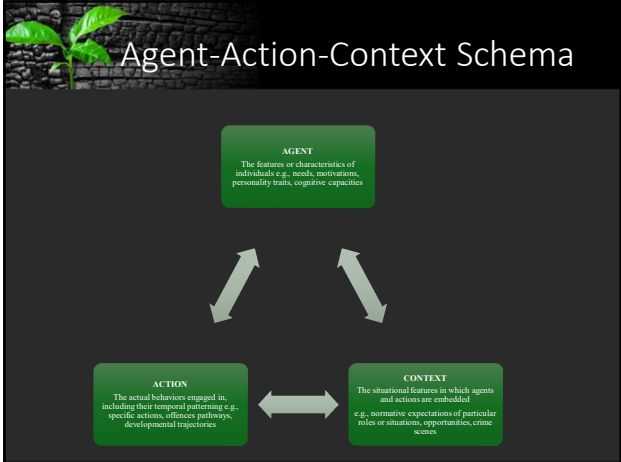 Agent-Action-Context Schema
AGENT
The features or characteristics of
individuals e.g., needs, motivations,
personality traits, cognitive capacities
ACTION
The actual behaviors engaged in,
including their temporal patterning e.g.,
specific actions, offences pathways,
developmental trajectories
CONTEXT
The situational features in which agents
and actions are embedded
e.g., normative expectations of particular
roles or situations, opportunities, crime
scenes